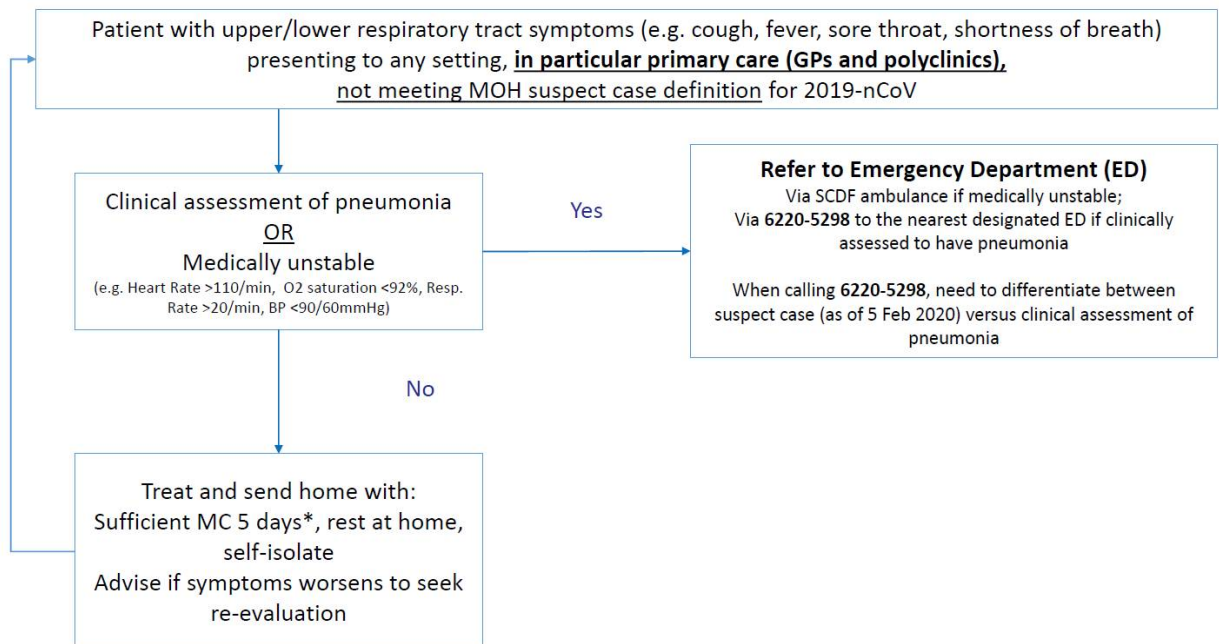 Patient with upper/lower respiratory tract symptoms (e.g. cough, fever, sore throat, shortness of breath)
presenting to any setting, in particular primary care (GPs and polyclinics),
not meeting MOH suspect case definition for 2019-nCoV
Clinical assessment of pneumonia
OR
Medically unstable
(e.g. Heart Rate >110/min, O2 saturation <92%, Resp.
Rate >20/min, BP <90/60mmHg)
Yes
Refer to Emergency Department (ED)
Via SCDF ambulance if medically unstable;
Via 6220-5298 to the nearest designated ED if clinically
assessed to have pneumonia
When calling 6220-5298, need to differentiate between
suspect case (as of 5 Feb 2020) versus clinical assessment of
pneumonia
No
Treat and send home with:
Sufficient MC 5 days*, rest at home,
self-isolate
Advise if symptoms worsens to seek
re-evaluation